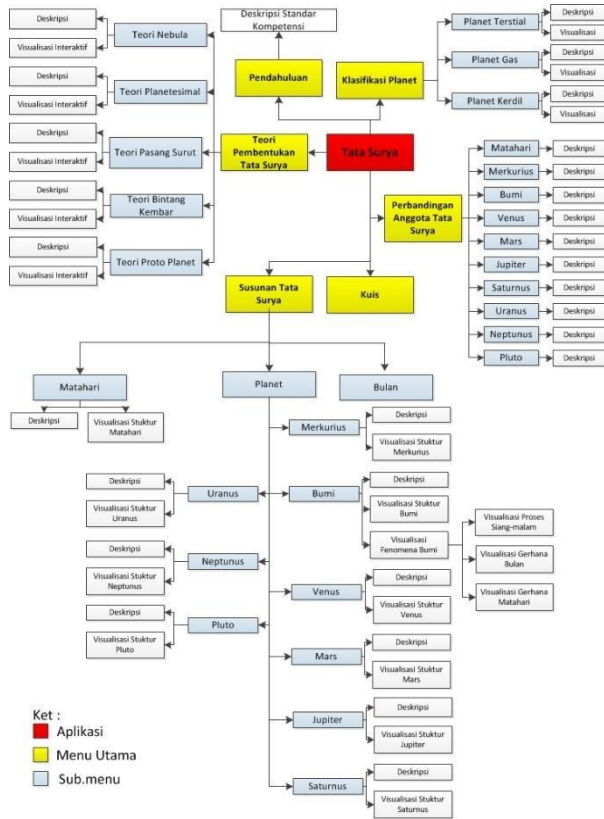 Deskripsi Standar
Kompetensi
Deskripsi
Visualisasi Interaktif
Teori Nebula
Deskripsi
Visualisasi Interaktif
Teori Planetesimal
Deskripsi
Visualisasi Interaktif
Teori Pasang Surut
Deskripsi
Visualisasi Interaktif
Teori Bintang
Kembar
Deskripsi
Visualisasi Interaktif
Teori Proto Planet
Pendahuluan
Klasifikasi Planet
Planet Terstial
Deskripsi
Visualisasi
Planet Gas
Deskripsi
Visualisasi
Planet Kerdil
Deskripsi
Visualisasi
Teori
Pembentukan
Tata Surya
Tata Surya
Perbandingan
Anggota Tata
Surya
Matahari
Deskripsi
Merkurius
Deskripsi
Bumi
Deskripsi
Venus
Deskripsi
Mars
Deskripsi
Jupiter
Deskripsi
Saturnus
Deskripsi
Uranus
Deskripsi
Neptunus
Deskripsi
Pluto
Deskripsi
Susunan Tata
Surya
Kuis
Matahari
Planet
Bulan
Deskripsi
Visualisasi Stuktur
Matahari
Merkurius
Deskripsi
Visualisasi Stuktur
Merkurius
Deskripsi
Visualisasi Stuktur
Uranus
Uranus
Bumi
Deskripsi
Visualisasi Stuktur
Bumi
Visualisasi
Fenomena Bumi
Visualisasi Proses
Siang-malam
Visualisasi Gerhana
Bulan
Visualisasi Gerhana
Matahari
Deskripsi
Visualisasi Stuktur
Neptunus
Neptunus
Venus
Deskripsi
Visualisasi Stuktur
Venus
Deskripsi
Visualisasi Stuktur
Pluto
Pluto
Mars
Deskripsi
Visualisasi Stuktur
Mars
Jupiter
Deskripsi
Visualisasi Stuktur
Jupiter
Saturnus
Deskripsi
Visualisasi Stuktur
Saturnus
Ket :
Aplikasi
Menu Utama
Sub.menu